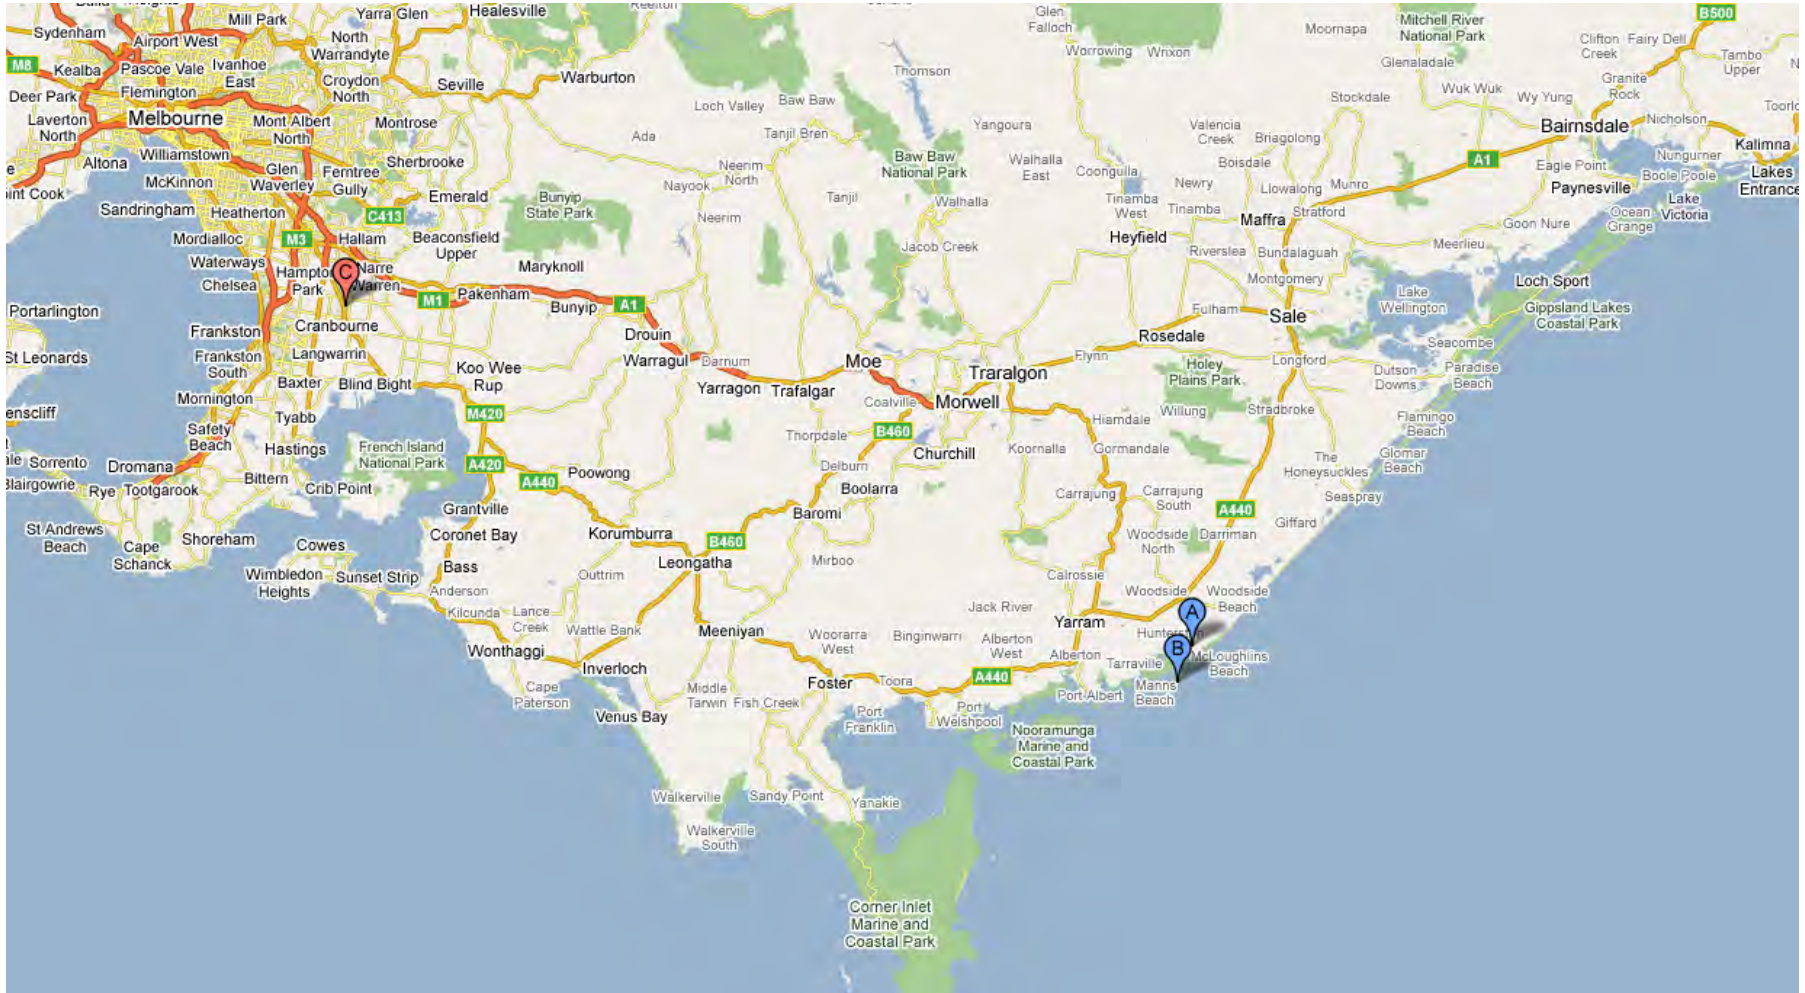 Healesville
Yarra Glen
Mill Park
Sydenham
North
Warrandyte
Airport West
M8
Kealba
Pascoe Vale
Ivanhoe
East
Croydon
North
Seville
Warburton
Deer Park
Flemington
Laverton
North
Melbourne
Mont Albert
North
Montrose
Altona
Williamstown
Glen
Waverley
Ferntree
Gully
Sherbrooke
McKinnon
Emerald
Sandringham
Heatherton
C413
Mordialloc
M3
Hallam
Beaconsfield
Upper
Waterways
Chelsea
Hampton
Park
C
Narre
Warren
Maryknoll
M1
Pakenham
Bunyip
A1
Portarlington
Frankston
Cranbourne
Drouin
St Leonards
Frankston
South
Langwarrin
Koo Wee
Rup
Warragul
Darnum
Baxter
Blind Bight
Yarragon
Trafalgar
Mornington
Tyabb
M420
Safety
Beach
Hastings
French Island
National Park
A420
A440
Poowong
Sorrento
Dromana
Blairgowrie
Rye
Tootgarook
Bittern
Crib Point
Grantville
St Andrews
Beach
Cape
Schanck
Shoreham
Cowes
Coronet Bay
Korumburra
Wimbledon
Heights
Sunset Strip
Bass
Anderson
Outtrim
Leongatha
B460
Kilcunda
Lance
Creek
Wattle Bank
Wonthaggi
Inverloch
Meeniyan
Cape
Paterson
Venus Bay
Middle
Tarwin
Fish Creek
Foster
Toora
Walkerville
Sandy Point
Yanakie
Walkerville
South
Corner Inlet
Marine and
Coastal Park
Port
Franklin
Port
Welshpool
Nooramunga
Marine and
Coastal Park
A440
Woorarra
West
Binginwarri
Alberton
West
Alberton
Jack River
Yarram
Port Albert
Tarraville
Manns
Beach
McLoughlins
Beach
A
B
Woodside
Woodside
Beach
Calrossie
Woodside
North
Darriman
A440
Giffard
Carrajung
Carrajung
South
Seaspray
The
Honeysuckles
Glomar
Beach
Flamingo
Beach
Stradbroke
Gormandale
Hiamdale
Willung
Koornalla
Churchill
Boolarra
Baromi
Mirboo
Delburn
Thorpdale
B460
Coalville
Morwell
Moe
Traralgon
Flynn
Rosedale
Holey
Plains Park
Longford
Dutson
Downs
Paradise
Beach
Seacombe
Sale
Fulham
Lake
Wellington
Loch Sport
Gippsland Lakes
Coastal Park
Montgomery
Bundalaguah
Riverslea
Heyfield
Maffra
Stratford
Meerlieu
Goon Nure
Ocean
Grange
Lake
Victoria
Paynesville
Boole Poole
Lakes
Entrance
Nungurner
Eagle Point
Kalimna
Nicholson
Bairnsdale
A1
Munro
Llowalong
Newry
Tinamba
Tinamba
West
Coongulla
Boisdale
Briagolong
Valencia
Creek
Stockdale
Wuk Wuk
Wy Yung
Granite
Rock
Tambo
Upper
Clifton
Creek
Fairy Dell
B500
Glenaladale
Mitchell River
National Park
Moornapa
Wrixon
Worrowing
Glen
Falloch
Thomson
Yangoura
Walhalla
East
Baw Baw
National Park
Walhalla
Jacob Creek
Tanjil
Tanjil Bren
Baw Baw
Loch Valley
Ada
Neerim
North
Nayook
Neerim
Bunyip
State Park